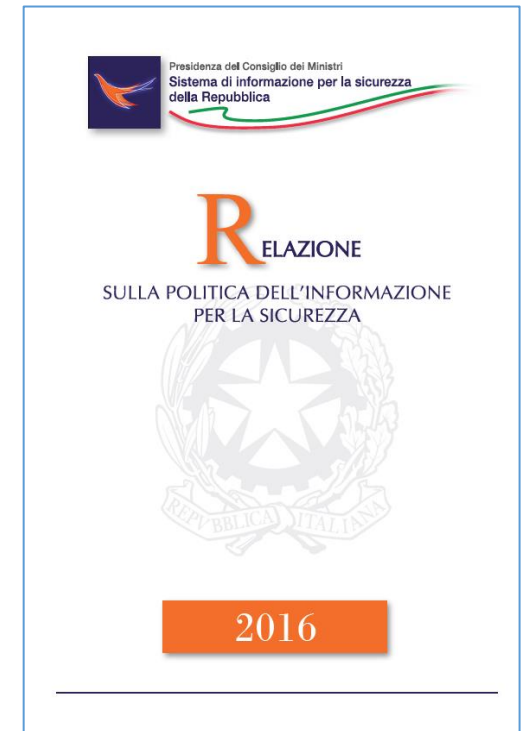 Presidenza del Consiglio dei Ministri
Sistema di informazione per la sicurezza
della Repubblica
RELAZIONE
SULLA POLITICA DELL'INFORMAZIONE
PER LA SICUREZZA
REPVBBLICA ITALIANA
2016